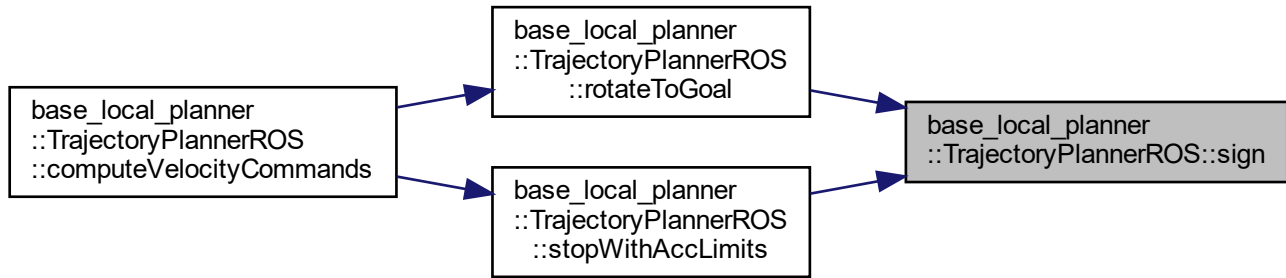 base_local_planner
::TrajectoryPlannerROS
::computeVelocityCommands
base_local_planner
::TrajectoryPlannerROS
::rotateToGoal
base_local_planner
::TrajectoryPlannerROS
::stopWithAccLimits
base_local_planner
::TrajectoryPlannerROS::sign